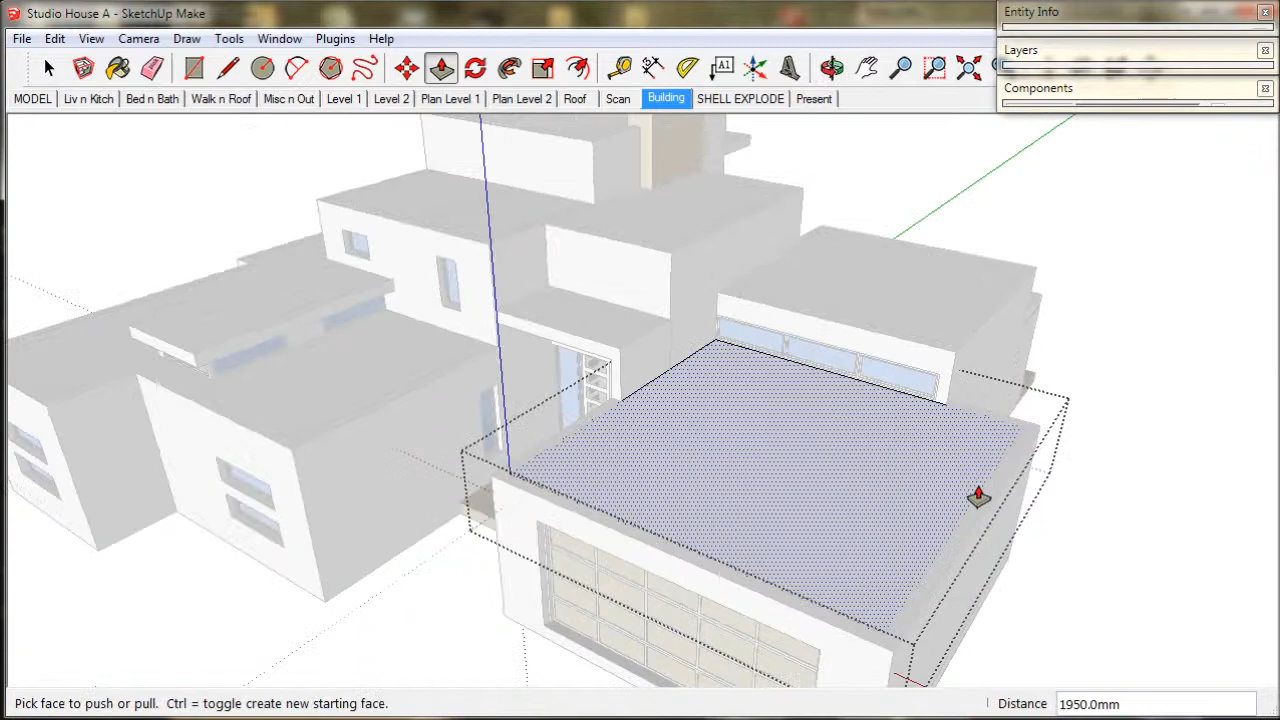 Studio House A - SketchUp Make
Entity Info
File Edit View Camera Draw Tools Window Plugins Help
Layers
A1
Components
MODEL Liv n Kitch Bed n Bath Walk n Roof Misc n Out Level 1 Level 2 Plan Level 1 Plan Level 2 Roof Scan Building SHELL EXPLODE Present
Pick face to push or pull. Ctrl = toggle create new starting face.
Distance 1950.0mm